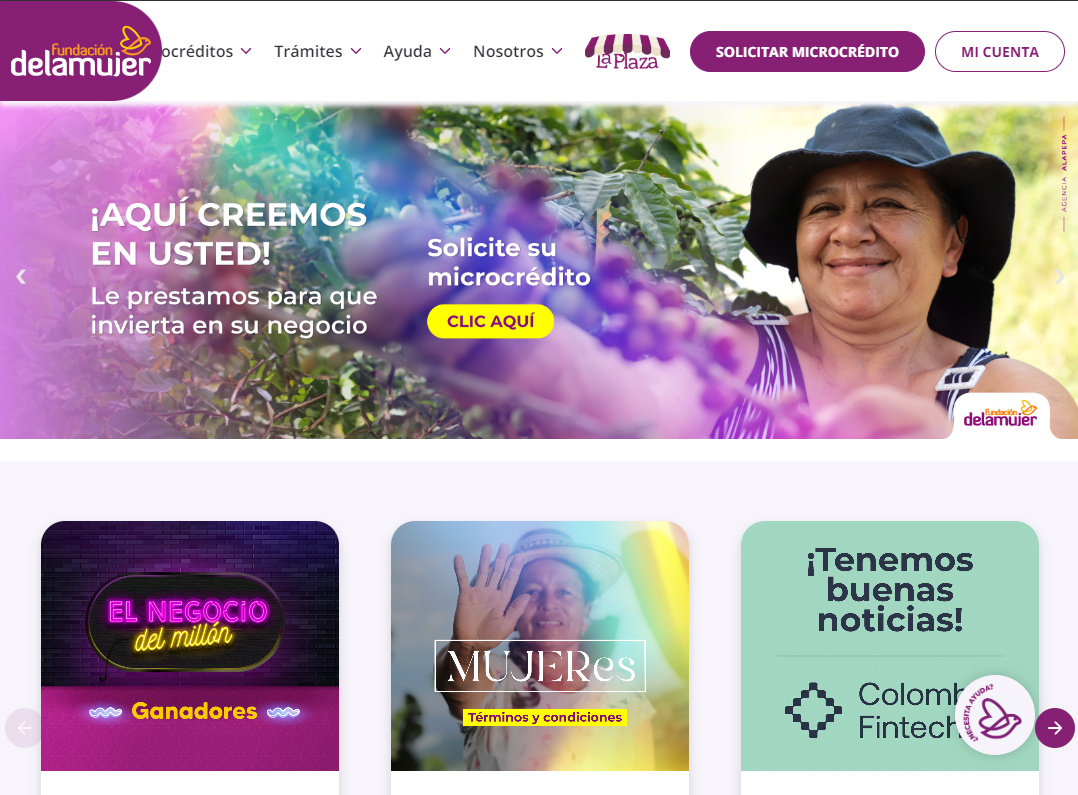 fundación
delamujer
ocréditos
Trámites
Ayuda
Nosotros
La Plaza
SOLICITAR MICROCRÉDITO
MI CUENTA
AGENCIA ALAPEPA
¡AQUÍ CREEMOS
EN USTED!
Le prestamos para que
invierta en su negocio
Solicite su
microcrédito
CLIC AQUÍ
fundación
delamujer
EL NEGOCIO
del millón
Ganadores
MUJERes
Términos y condiciones
¡Tenemos
buenas
noticias!
Colomb
Fintech
¿NECESITA AYUDA?